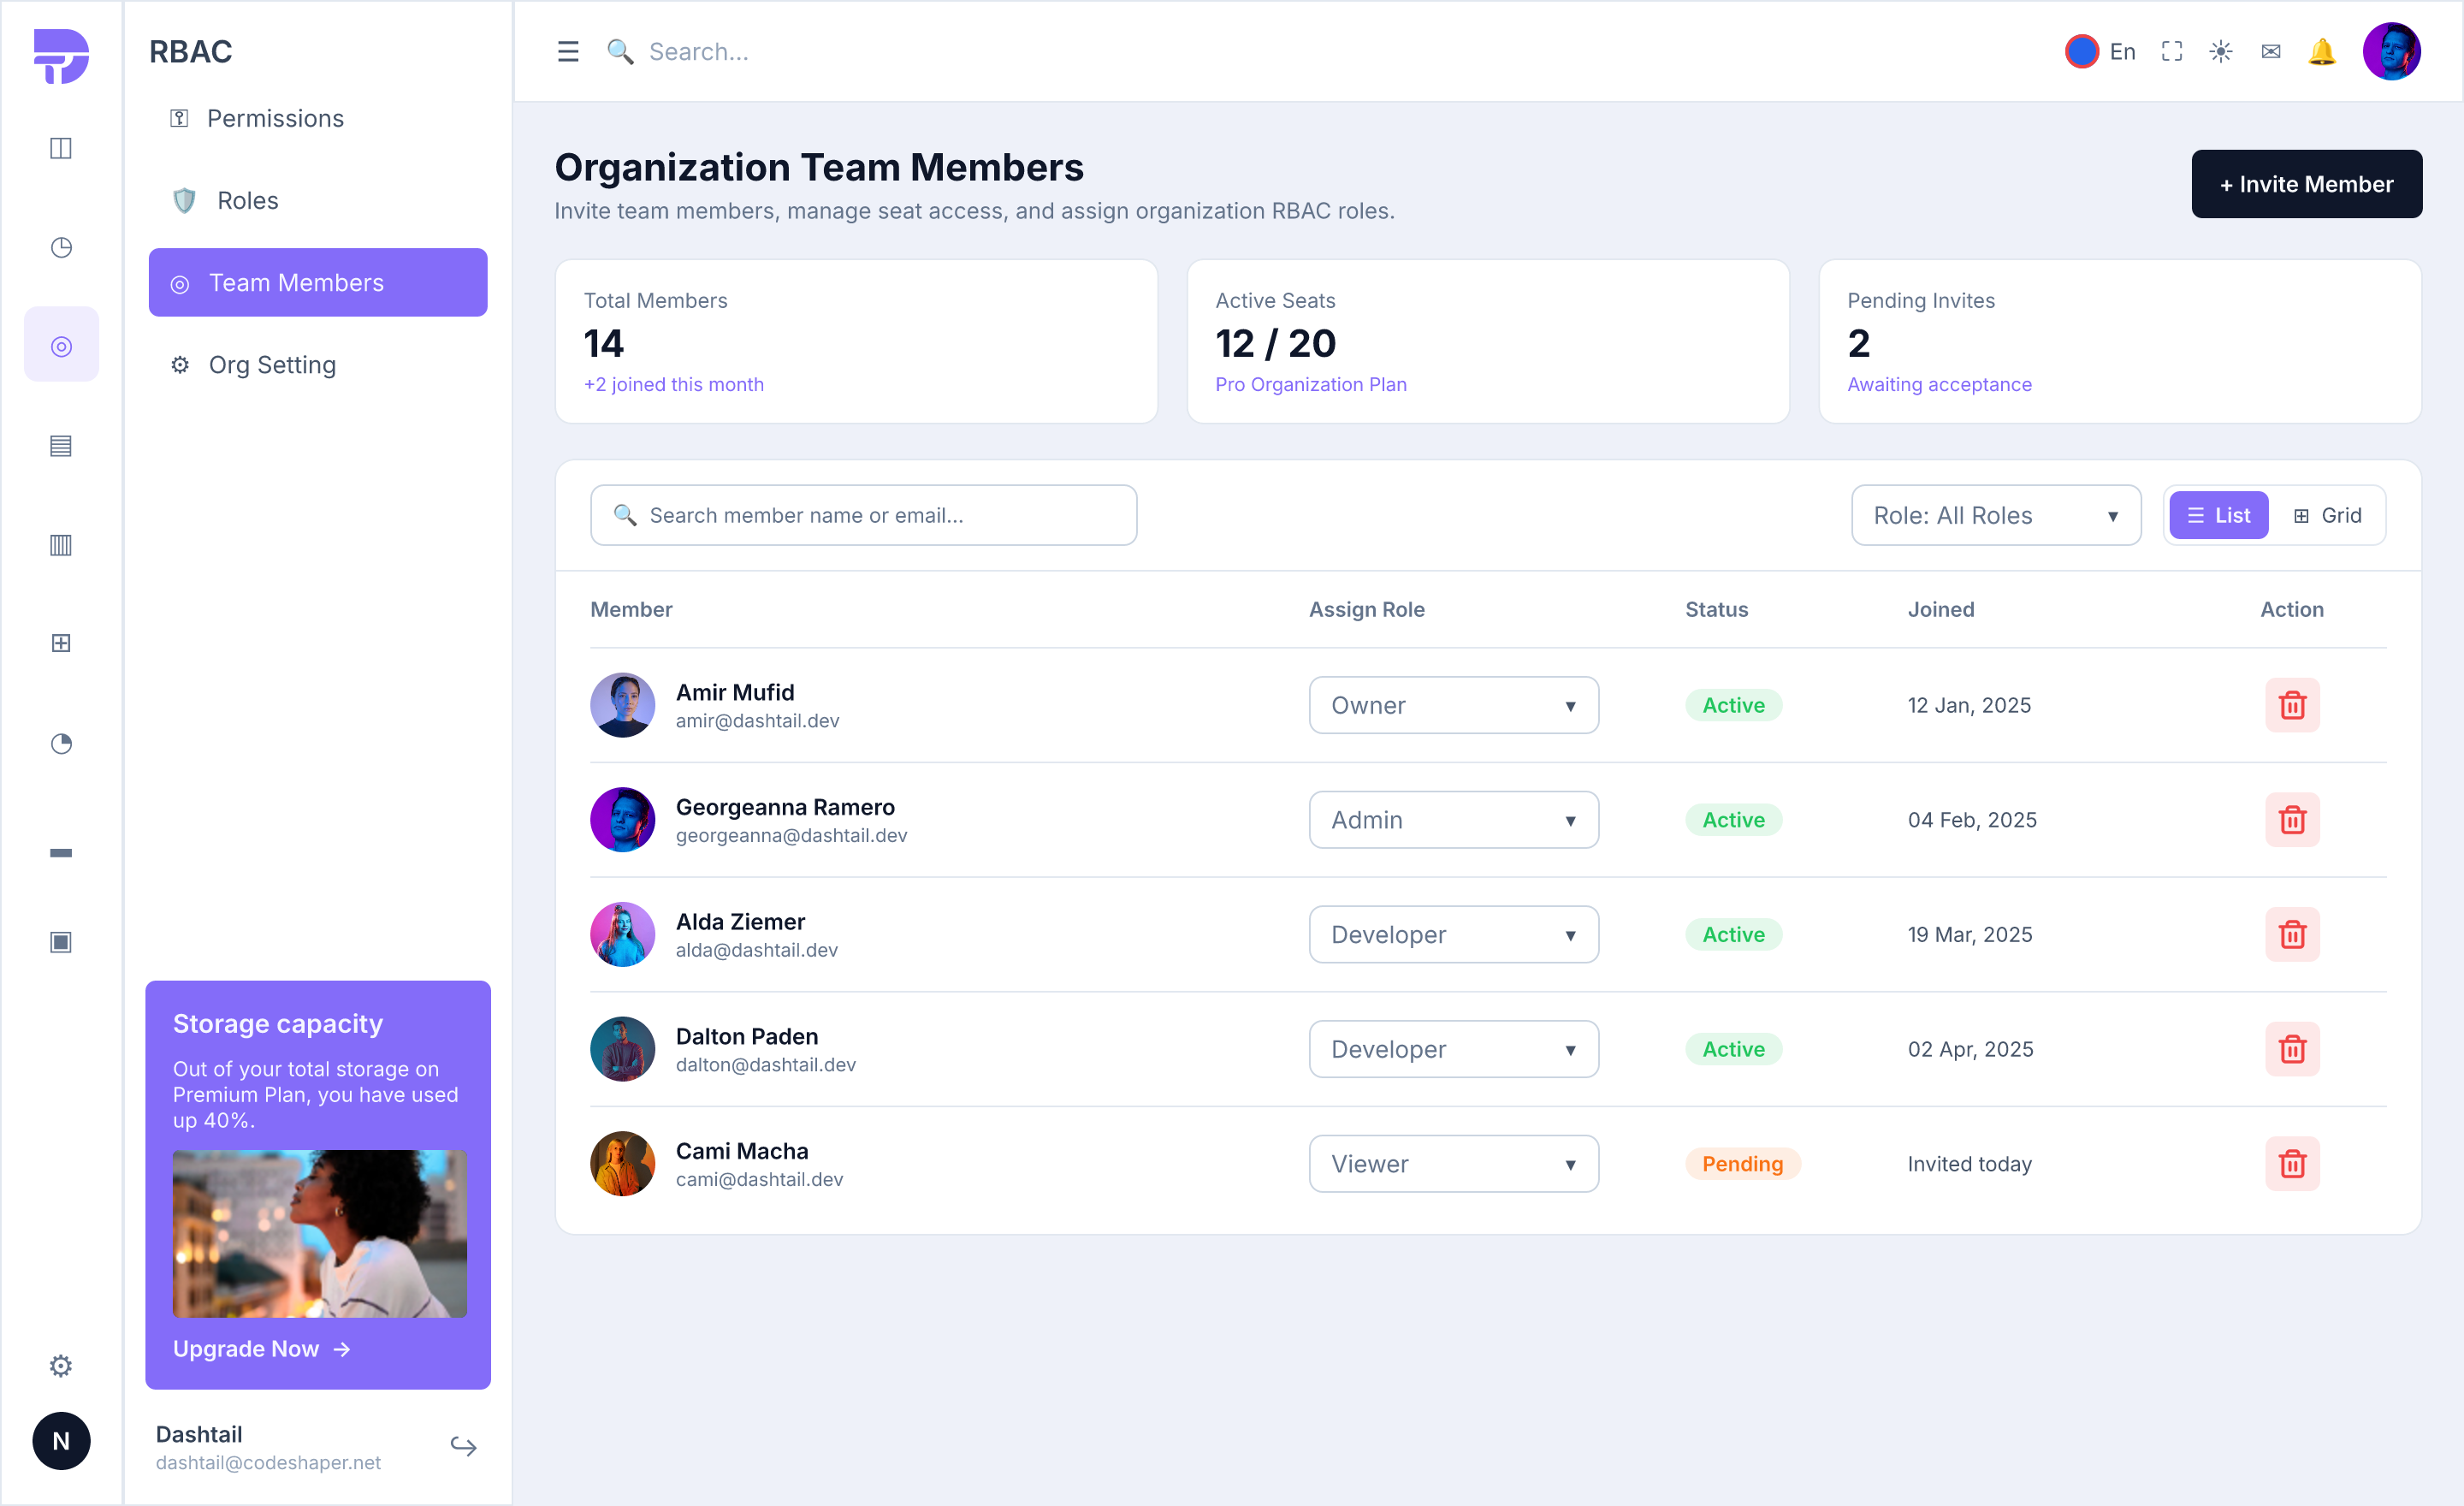 RBAC
Permissions
Roles
Team Members
Org Setting
Storage capacity
Out of your total storage on
Premium Plan, you have used
up 40%.
Upgrade Now →
N
Dashtail
dashtail@codeshaper.net
Search...
En
Organization Team Members
Invite team members, manage seat access, and assign organization RBAC roles.
+ Invite Member
Total Members
14
+2 joined this month
Active Seats
12 / 20
Pro Organization Plan
Pending Invites
2
Awaiting acceptance
Search member name or email...
Role: All Roles
List
Grid
Member Assign Role Status Joined Action
Amir Mufid
amir@dashtail.dev
Owner
Active
12 Jan, 2025
Georgeanna Ramero
georgeanna@dashtail.dev
Admin
Active
04 Feb, 2025
Alda Ziemer
alda@dashtail.dev
Developer
Active
19 Mar, 2025
Dalton Paden
dalton@dashtail.dev
Developer
Active
02 Apr, 2025
Cami Macha
cami@dashtail.dev
Viewer
Pending
Invited today